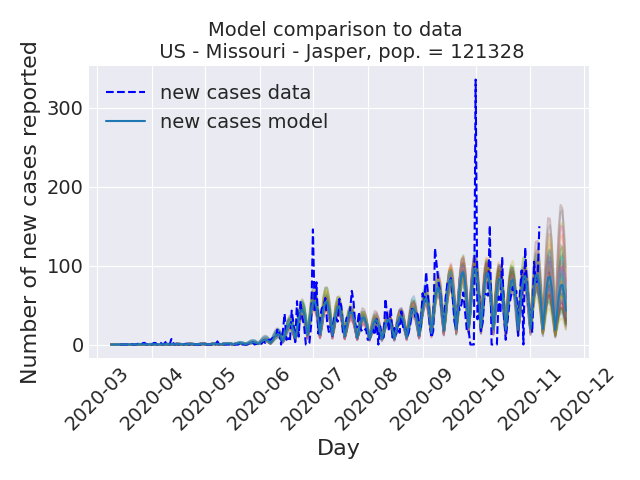 Model comparison to data
US - Missouri - Jasper, pop. = 121328
new cases data
new cases model
Number of new cases reported
300
200
100
0
2020-03
2020-04
2020-05
2020-06
2020-07
2020-08
2020-09
2020-10
2020-11
2020-12
Day